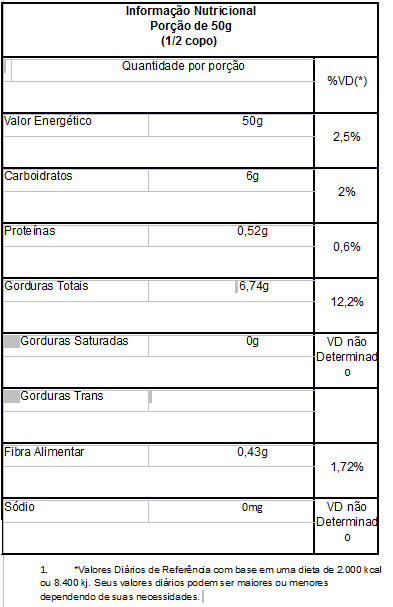 Informação Nutricional
Porção de 50g
(1/2 copo)
Quantidade por porção
%VD(*)
Valor Energético 50g
2,5%
Carboidratos 6g
2%
Proteínas 0,52g
0,6%
Gorduras Totais 6,74g
12,2%
Gorduras Saturadas 0g
VD não
Determinad
o
Gorduras Trans
Fibra Alimentar 0,43g
1,72%
Sódio 0mg
VD não
Determinad
o
1. *Valores Diários de Referência com base em uma dieta de 2.000 kcal
ou 8.400 kj. Seus valores diários podem ser maiores ou menores
dependendo de suas necessidades.